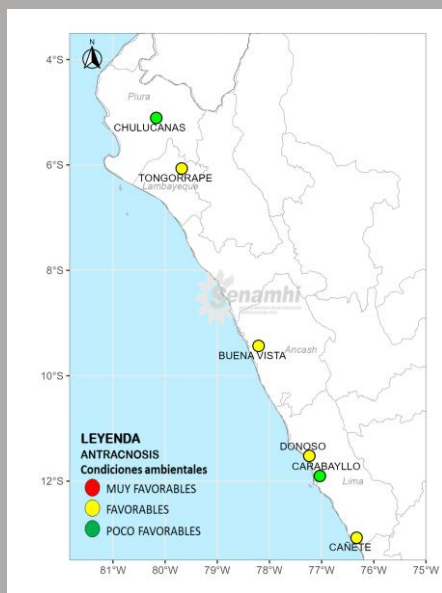 N
4°S
Piura
CHULUCANAS
6°S
TONGORRAPE
Lambayeque
8°S
Senamhi
BUENA VISTA
Ancash
10°S
DONOSO
CARABAYLLO
Lima
12°S
CAÑETE
LEYENDA
ANTRACNOSIS
Condiciones ambientales
MUY FAVORABLES
FAVORABLES
POCO FAVORABLES
81°W
80°W
79°W
78°W
77°W
76°W
75°W